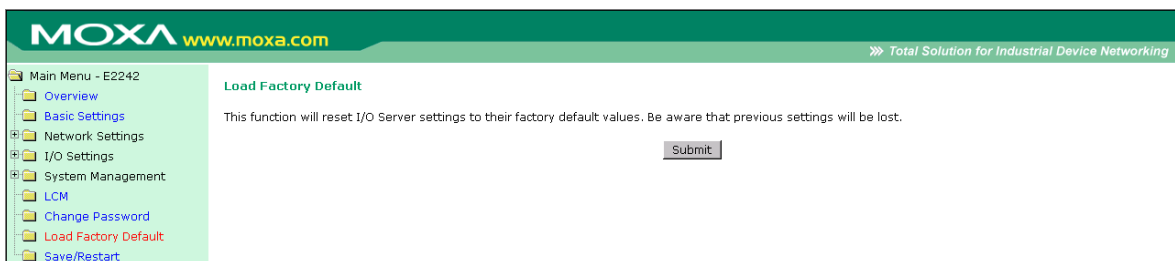 MOXA www.moxa.com
Total Solution for Industrial Device Networking
Main Menu - E2242
Overview
Basic Settings
Network Settings
I/O Settings
System Management
LCM
Change Password
Load Factory Default
Save/Restart
Load Factory Default
This function will reset I/O Server settings to their factory default values. Be aware that previous settings will be lost.
Submit